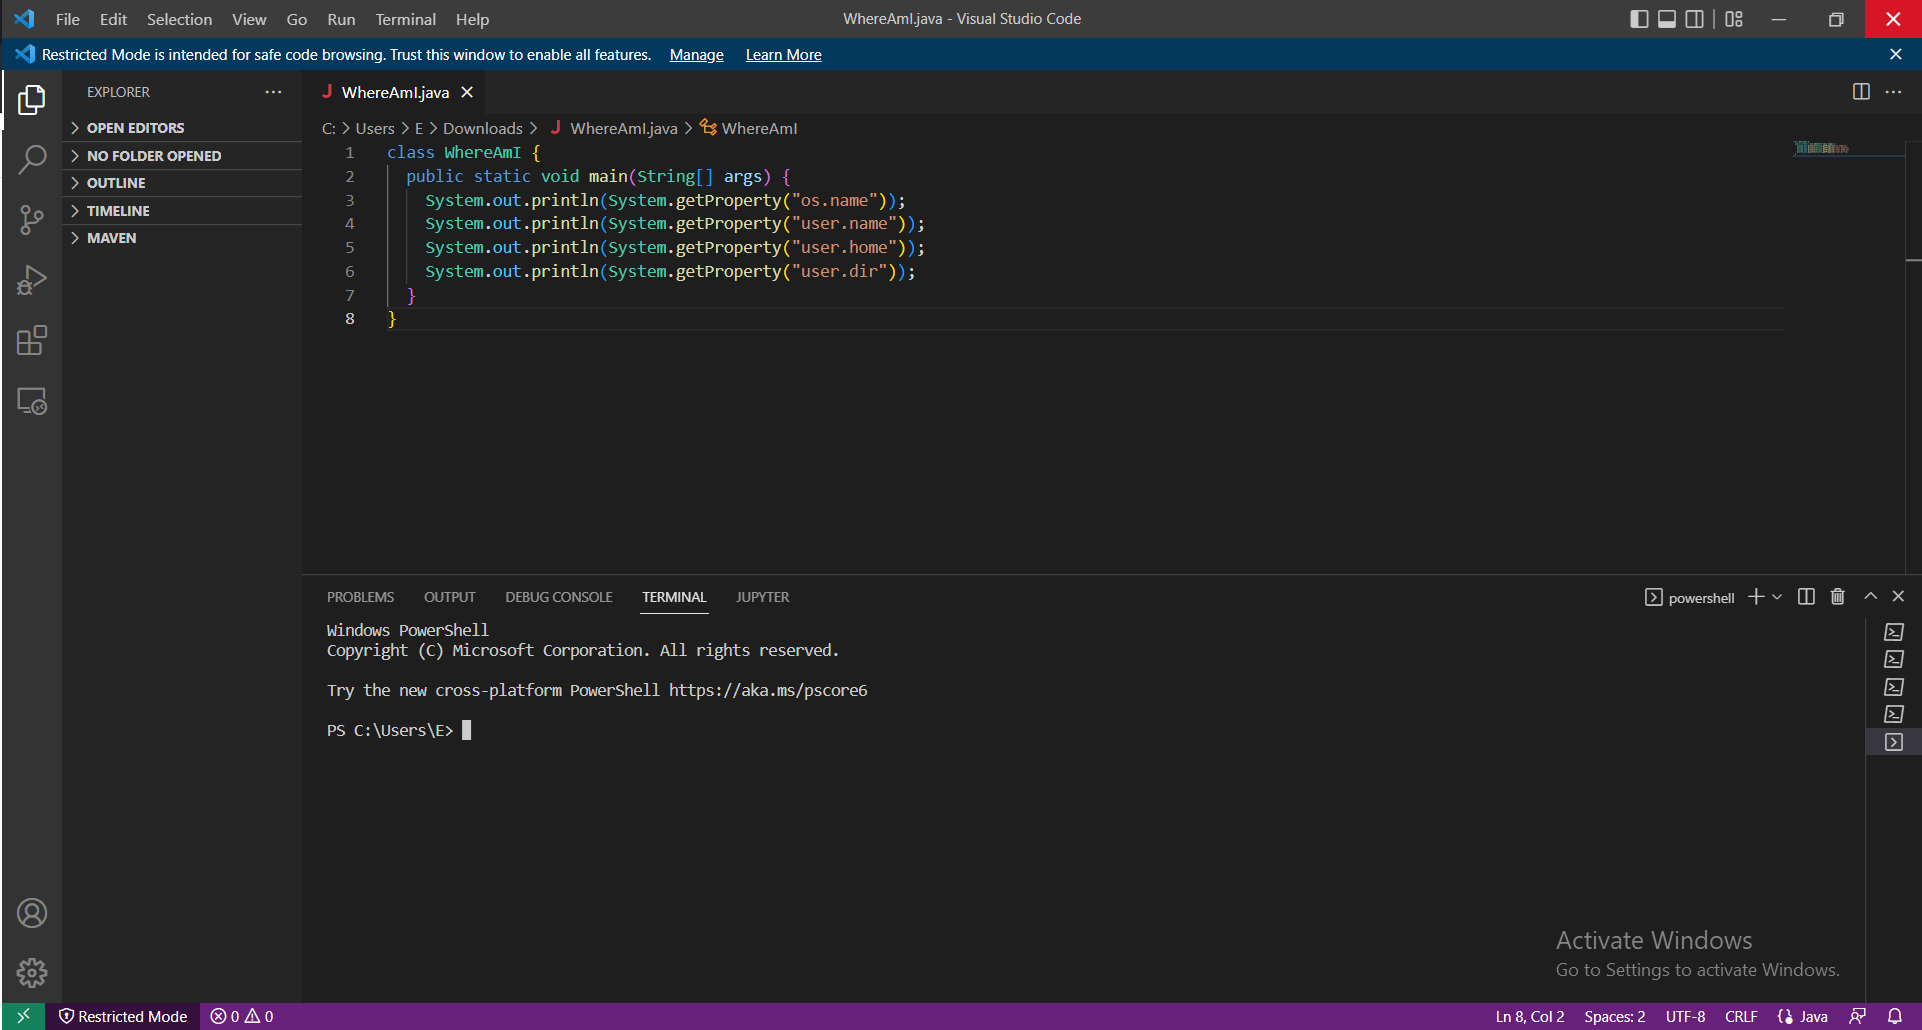 File Edit Selection View Go Run Terminal Help
WhereAmI.java - Visual Studio Code
Restricted Mode is intended for safe code browsing. Trust this window to enable all features. Manage Learn More
EXPLORER
OPEN EDITORS
NO FOLDER OPENED
OUTLINE
TIMELINE
MAVEN
J WhereAmI.java
C: > Users > E > Downloads > J WhereAmI.java > WhereAmI
1 class WhereAmI {
2 public static void main(String[] args) {
3 System.out.println(System.getProperty("os.name"));
4 System.out.println(System.getProperty("user.name"));
5 System.out.println(System.getProperty("user.home"));
6 System.out.println(System.getProperty("user.dir"));
7 }
8 }
PROBLEMS OUTPUT DEBUG CONSOLE TERMINAL JUPYTER
powershell
Windows PowerShell
Copyright (C) Microsoft Corporation. All rights reserved.
Try the new cross-platform PowerShell https://aka.ms/pscore6
PS C:\Users\E>
Activate Windows
Go to Settings to activate Windows.
Restricted Mode 0 0
Ln 8, Col 2 Spaces: 2 UTF-8 CRLF Java